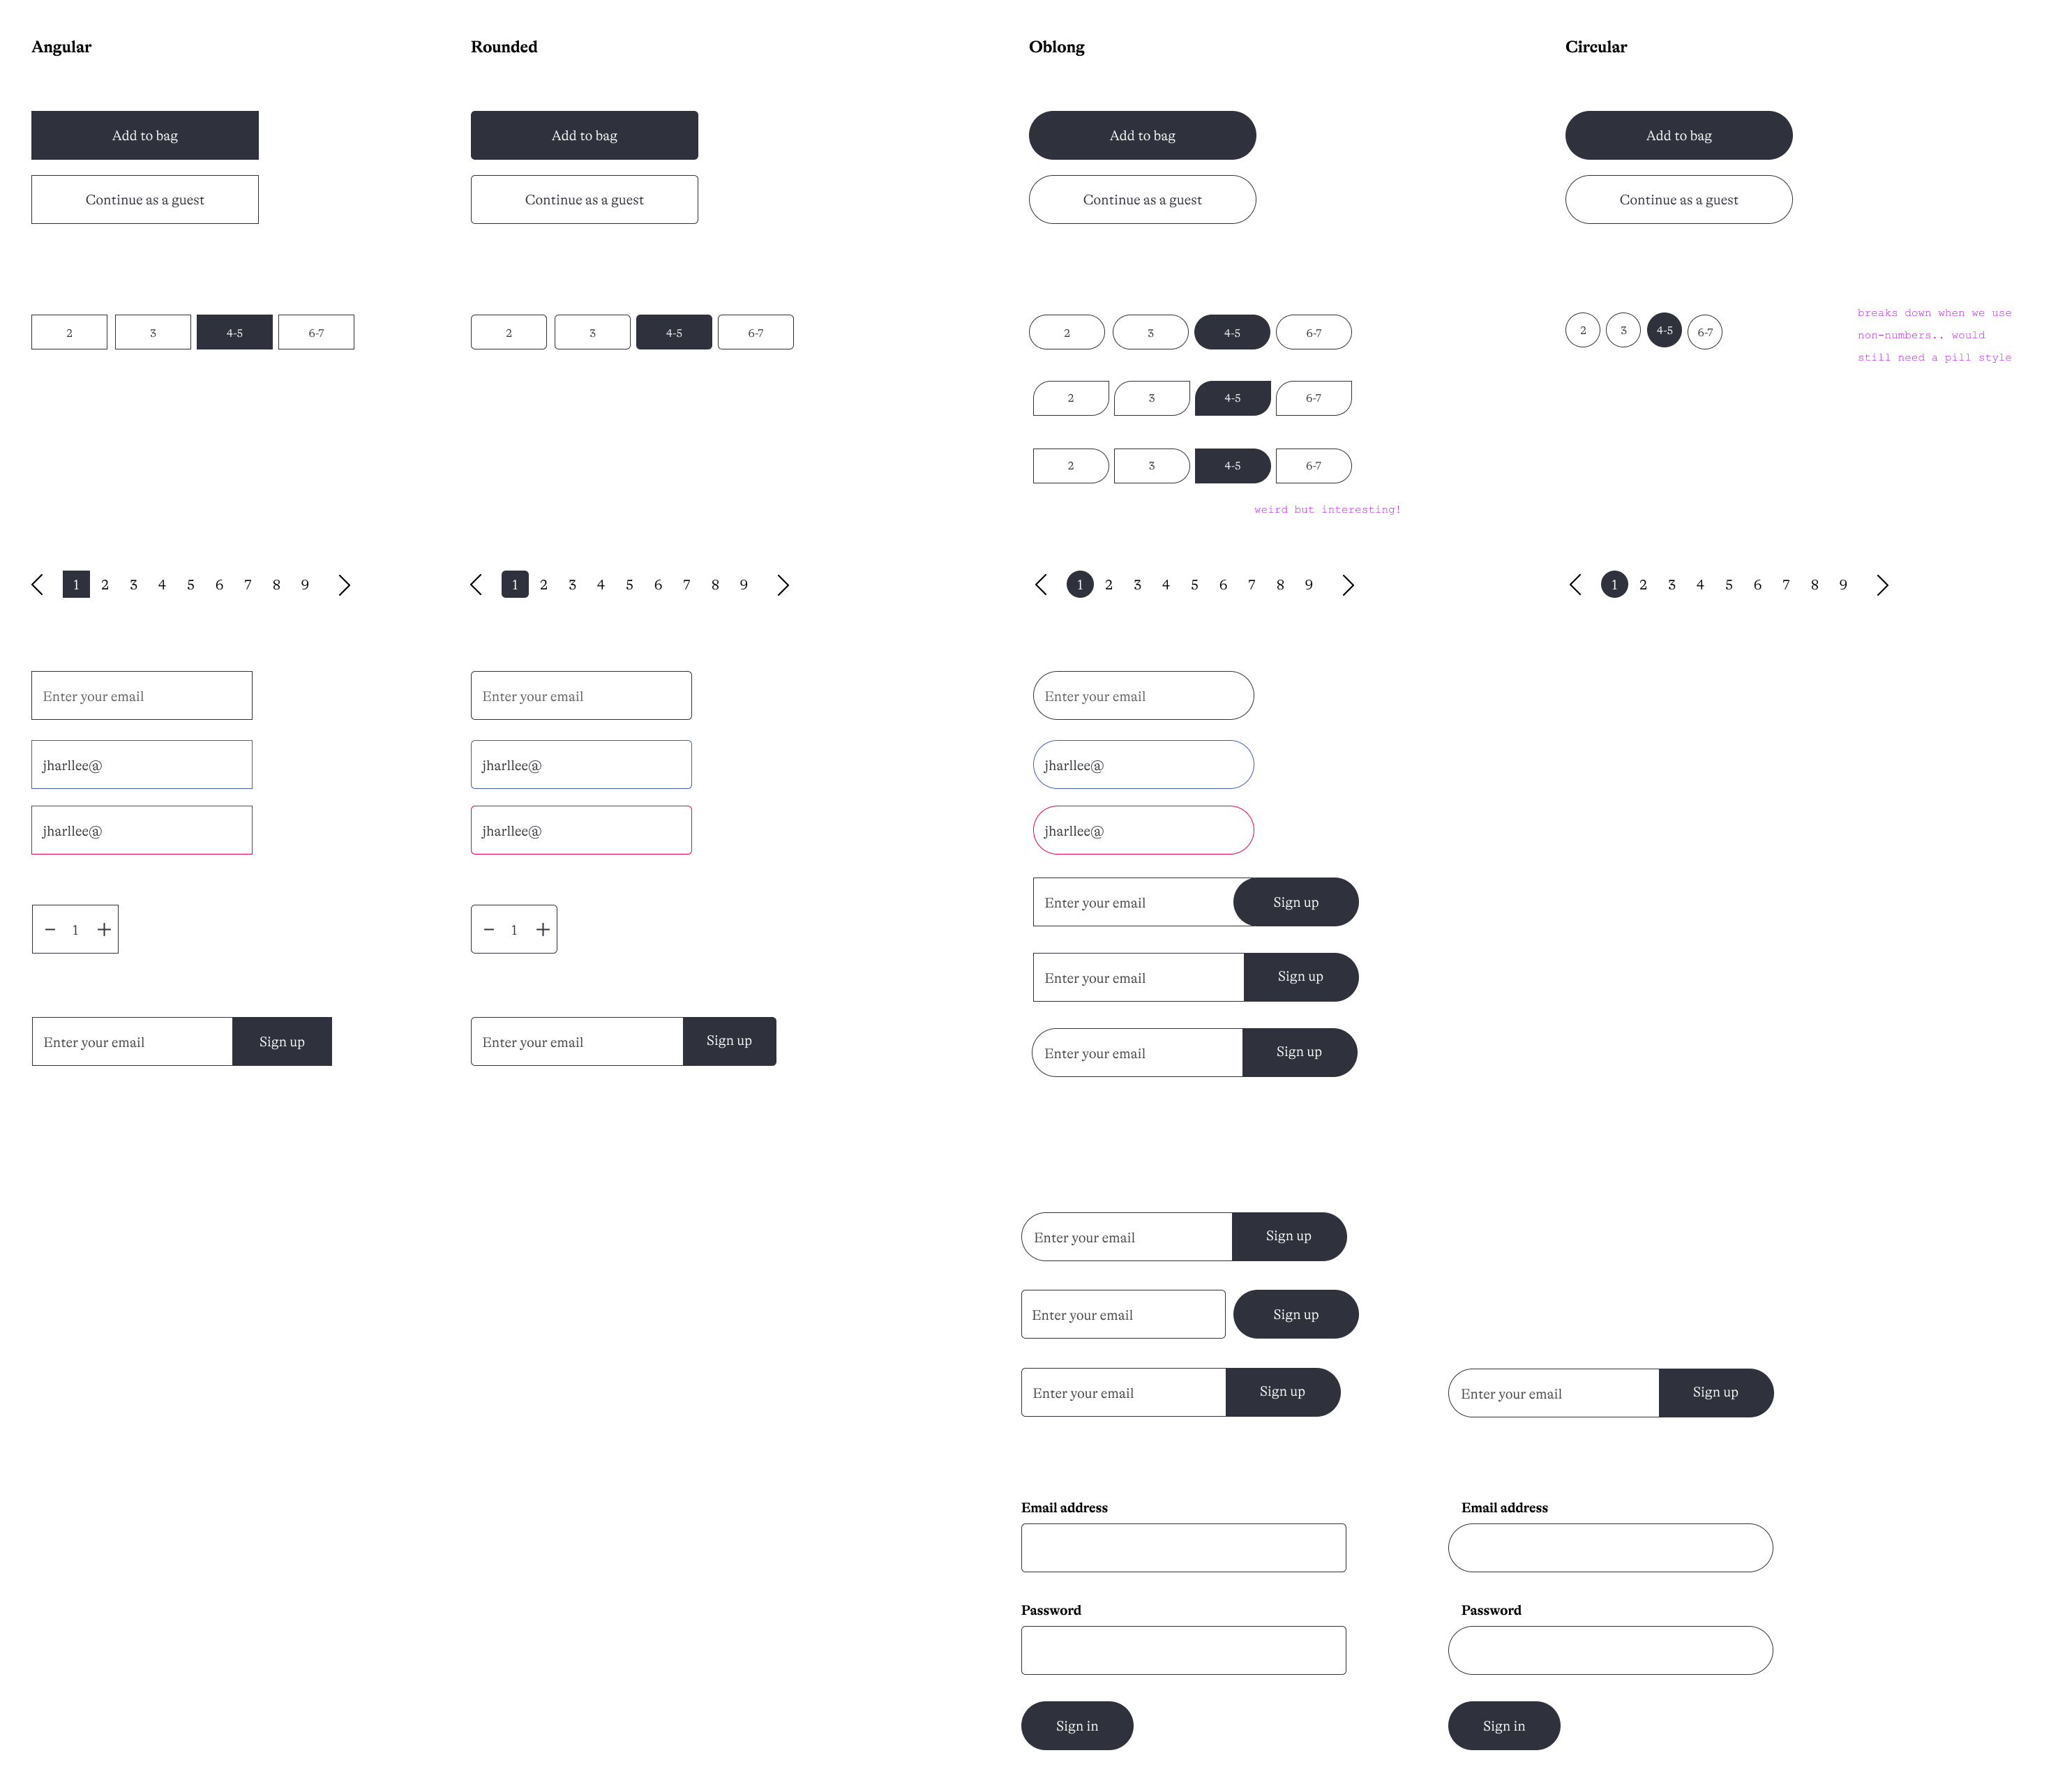 Angular
Rounded
Oblong
Circular
Add to bag
Add to bag
Add to bag
Add to bag
Continue as a guest
Continue as a guest
Continue as a guest
Continue as a guest
2 3 4-5 6-7
2 3 4-5 6-7
2 3 4-5 6-7
2 3 4-5 6-7
breaks down when we use
non-numbers.. would
still need a pill style
2 3 4-5 6-7
2 3 4-5 6-7
weird but interesting!
1 2 3 4 5 6 7 8 9
1 2 3 4 5 6 7 8 9
1 2 3 4 5 6 7 8 9
1 2 3 4 5 6 7 8 9
Enter your email
Enter your email
Enter your email
jharllee@
jharllee@
jharllee@
jharllee@
jharllee@
jharllee@
Enter your email Sign up
− 1 +
− 1 +
Enter your email Sign up
Enter your email Sign up
Enter your email Sign up
Enter your email Sign up
Enter your email Sign up
Enter your email Sign up
Enter your email Sign up
Enter your email Sign up
Email address
Email address
Password
Password
Sign in
Sign in